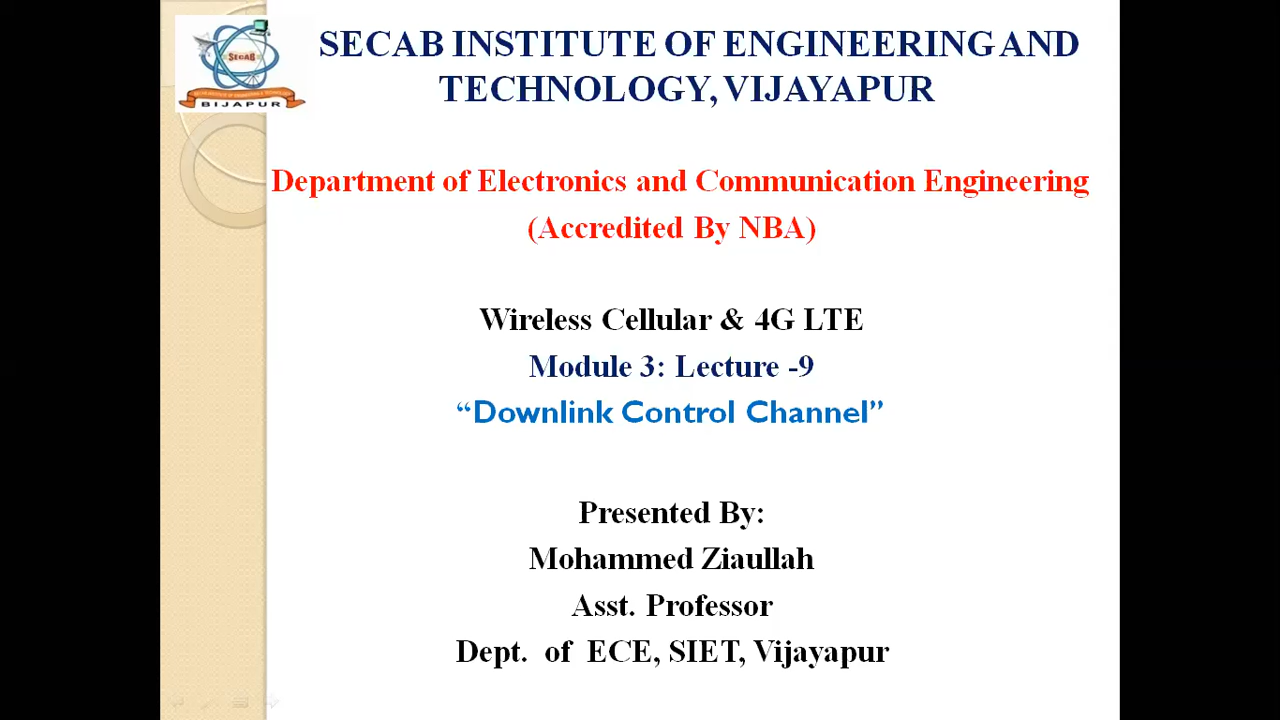 SECAB INSTITUTE OF ENGINEERING AND
TECHNOLOGY, VIJAYAPUR
SECAB
BIJAPUR
Department of Electronics and Communication Engineering
(Accredited By NBA)
Wireless Cellular & 4G LTE
Module 3: Lecture -9
“Downlink Control Channel”
Presented By:
Mohammed Ziaullah
Asst. Professor
Dept. of ECE, SIET, Vijayapur